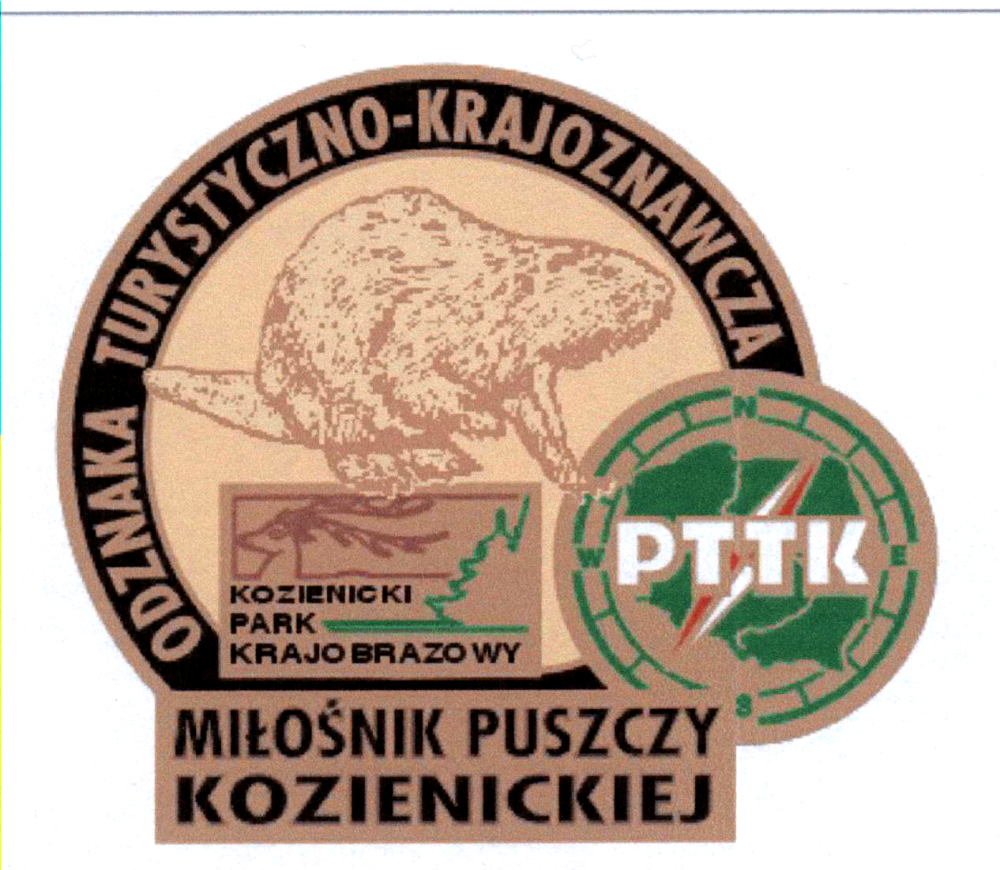 ODZNAKA TURYSTYCZNO-KRAJOZNAWCZA
N
W
E
S
PTTK
KOZIENICKI
PARK
KRAJOBRAZOWY
MIŁOŚNIK PUSZCZY
KOZIENICKIEJ